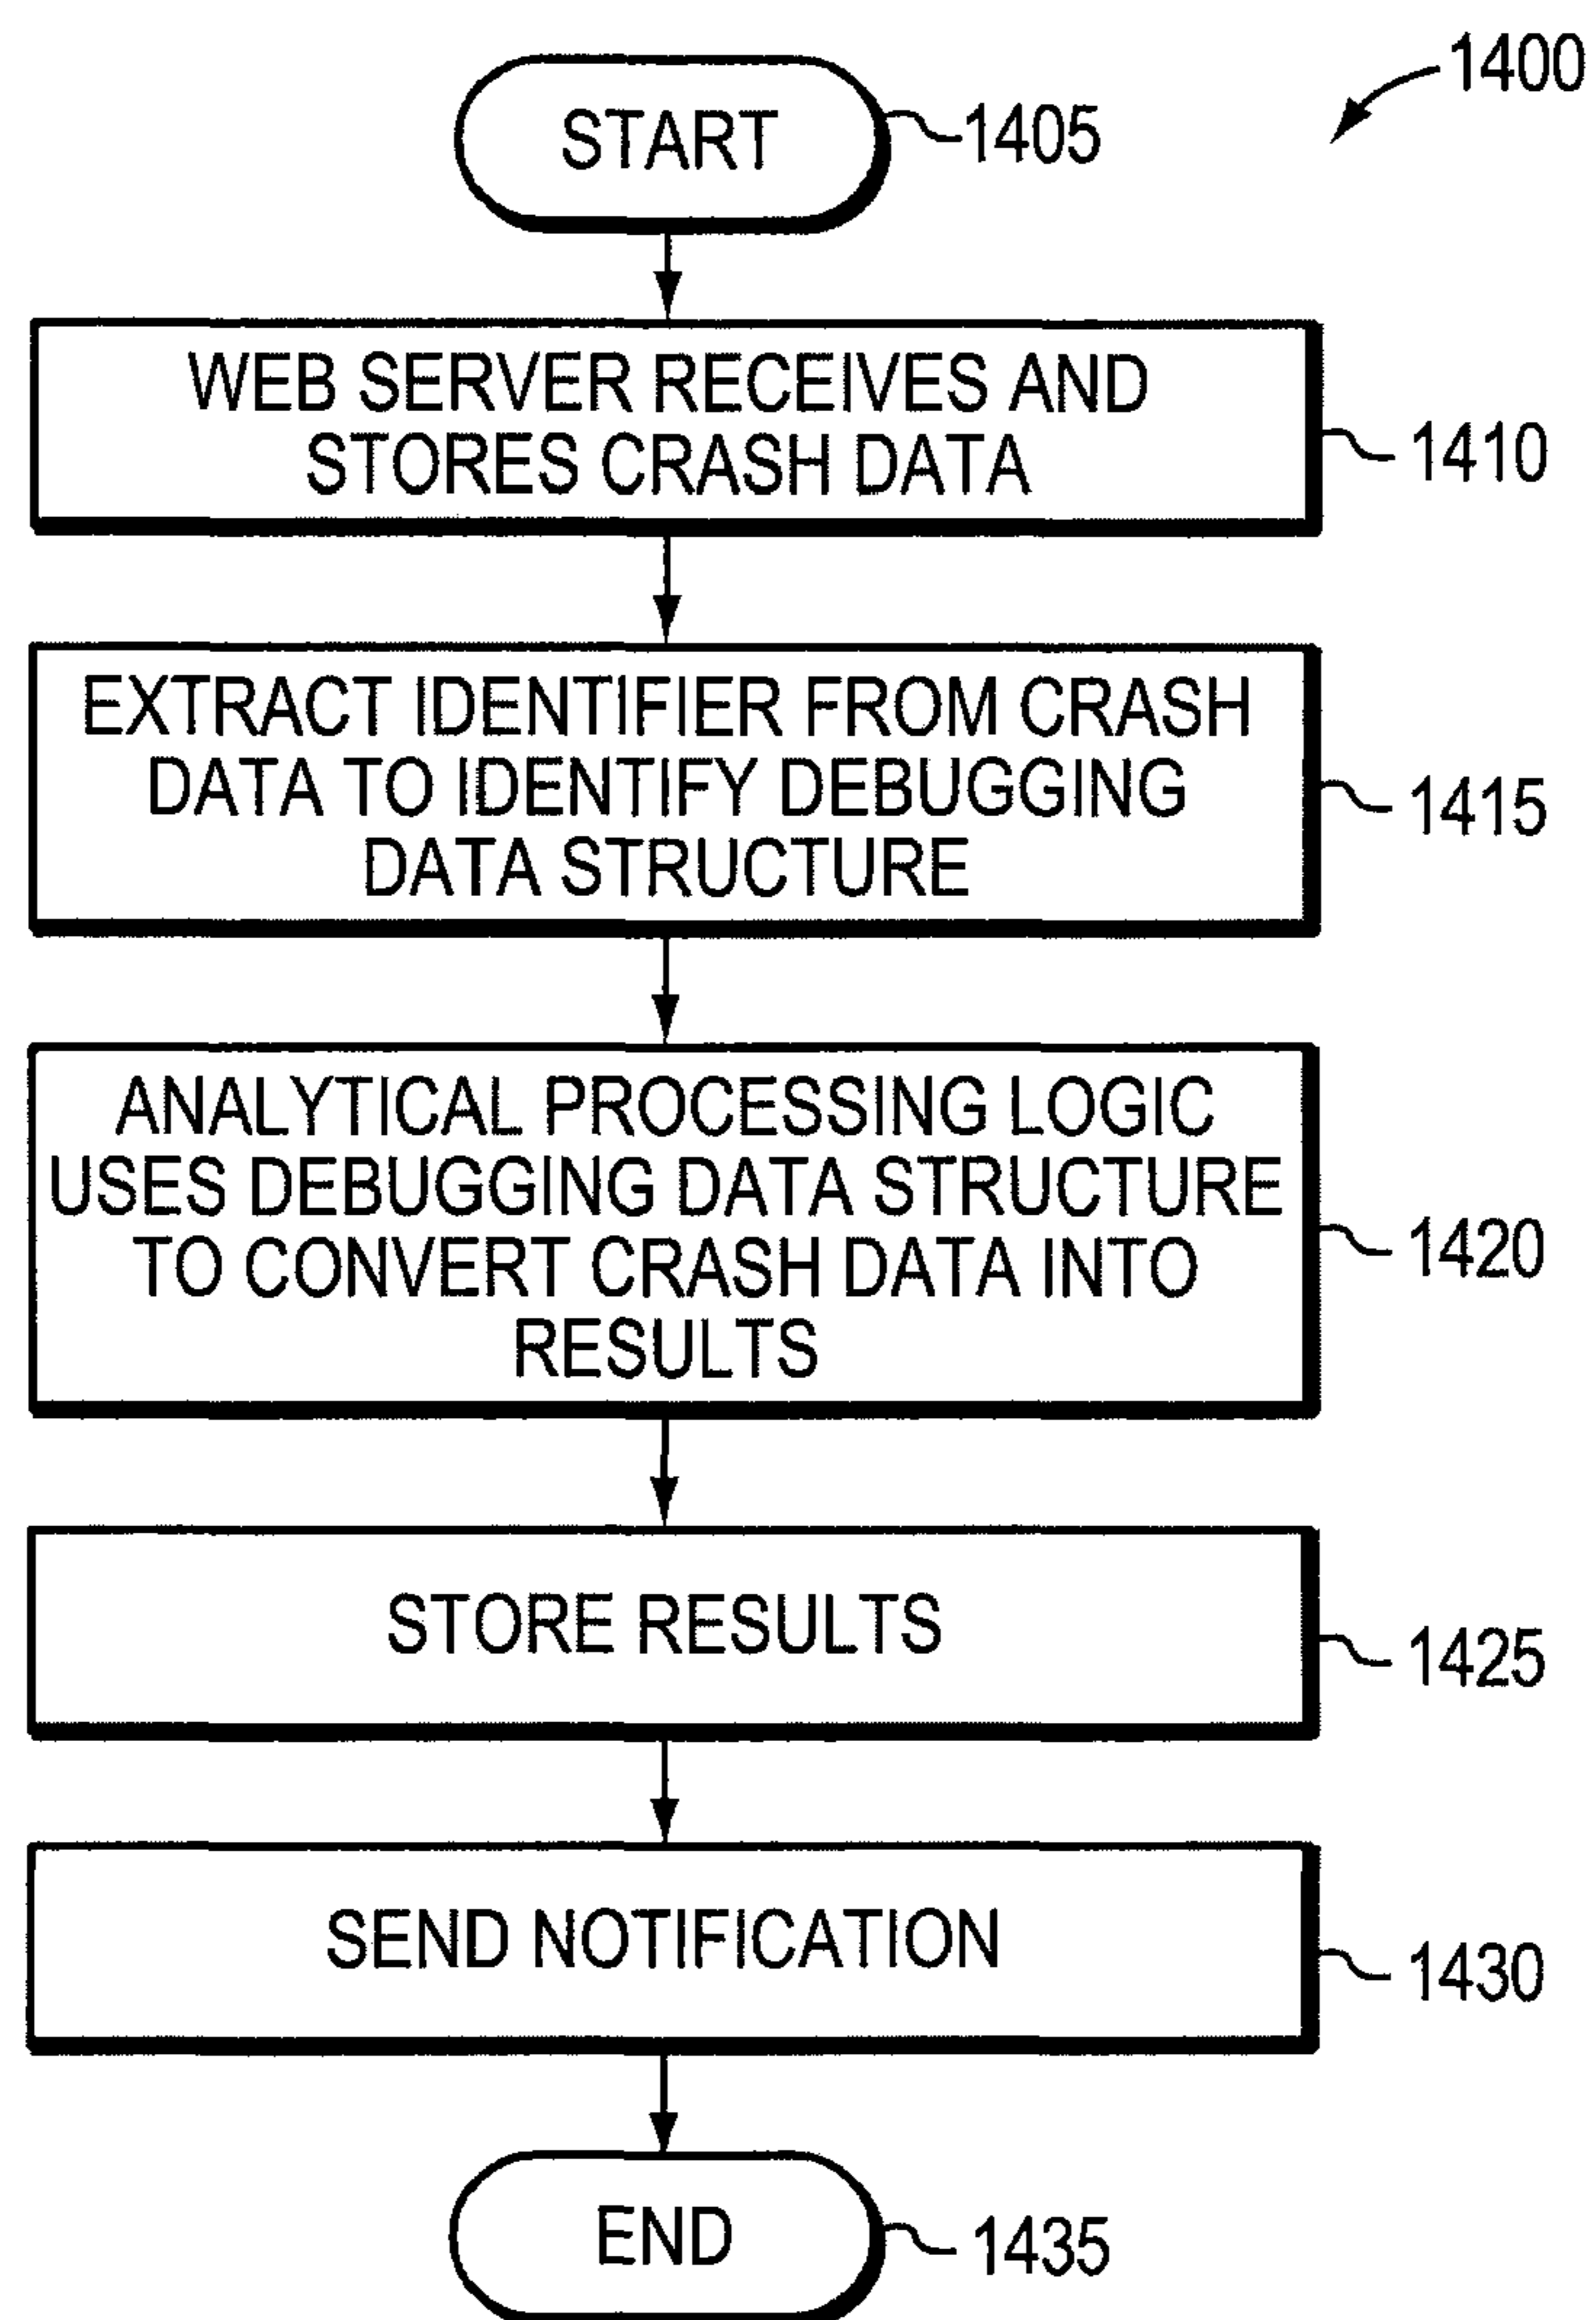 1400
START
1405
WEB SERVER RECEIVES AND
STORES CRASH DATA
1410
EXTRACT IDENTIFIER FROM CRASH
DATA TO IDENTIFY DEBUGGING
DATA STRUCTURE
1415
ANALYTICAL PROCESSING LOGIC
USES DEBUGGING DATA STRUCTURE
TO CONVERT CRASH DATA INTO
RESULTS
1420
STORE RESULTS
1425
SEND NOTIFICATION
1430
END
1435